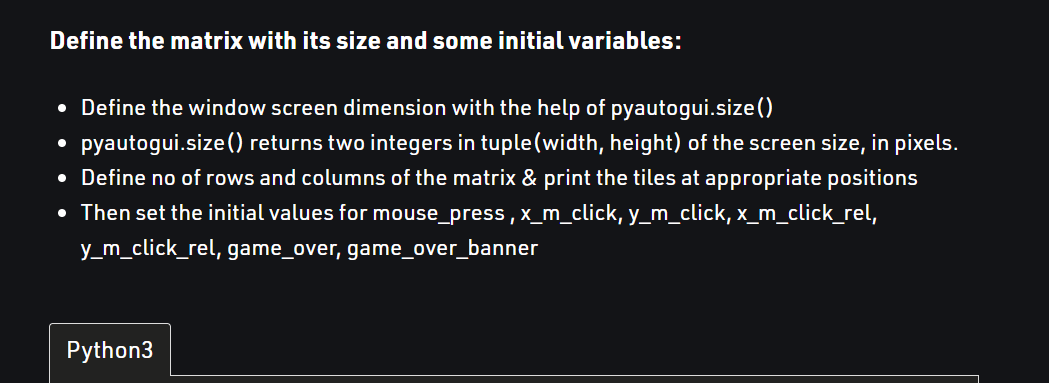 Define the matrix with its size and some initial variables:
• Define the window screen dimension with the help of pyautogui.size()
• pyautogui.size() returns two integers in tuple(width, height) of the screen size, in pixels.
• Define no of rows and columns of the matrix & print the tiles at appropriate positions
• Then set the initial values for mouse_press , x_m_click, y_m_click, x_m_click_rel,
y_m_click_rel, game_over, game_over_banner
Python3